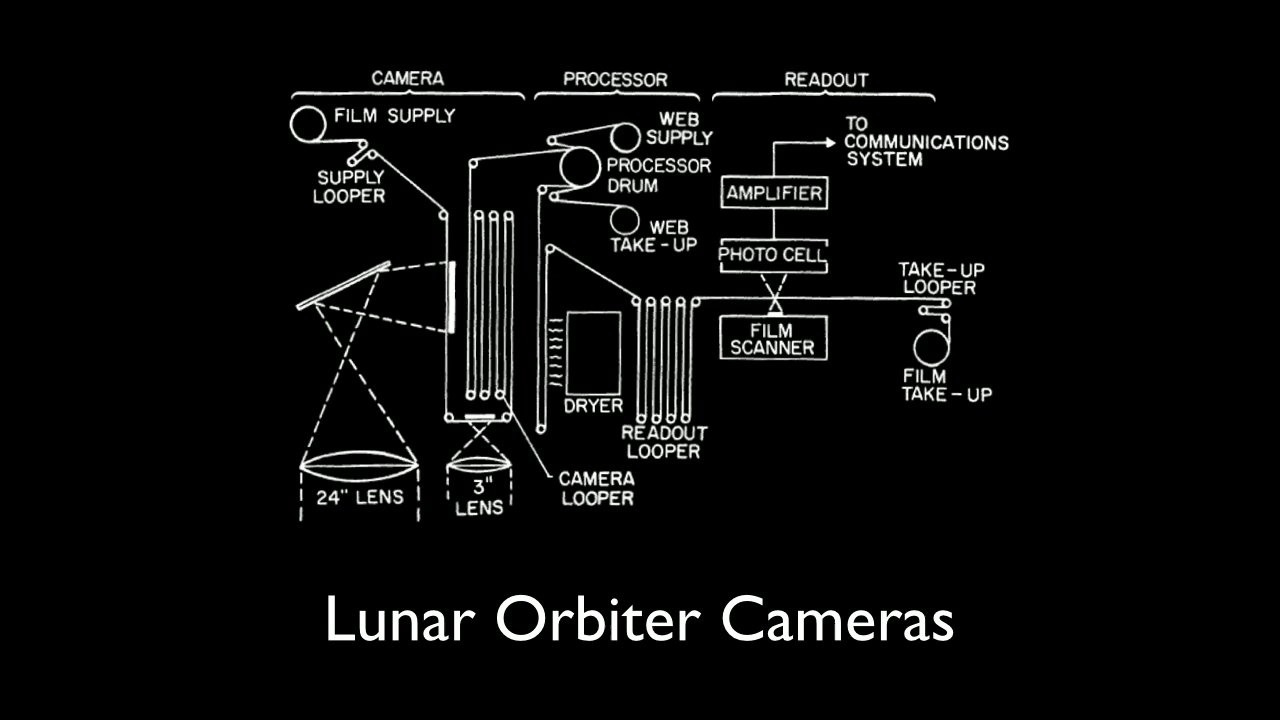 CAMERA
PROCESSOR
READOUT
FILM SUPPLY
SUPPLY
LOOPER
WEB
SUPPLY
PROCESSOR
DRUM
WEB
TAKE-UP
TO
COMMUNICATIONS
SYSTEM
AMPLIFIER
PHOTO CELL
FILM
SCANNER
TAKE-UP
LOOPER
FILM
TAKE-UP
DRYER
READOUT
LOOPER
CAMERA
LOOPER
24" LENS
3"
LENS
Lunar Orbiter Cameras